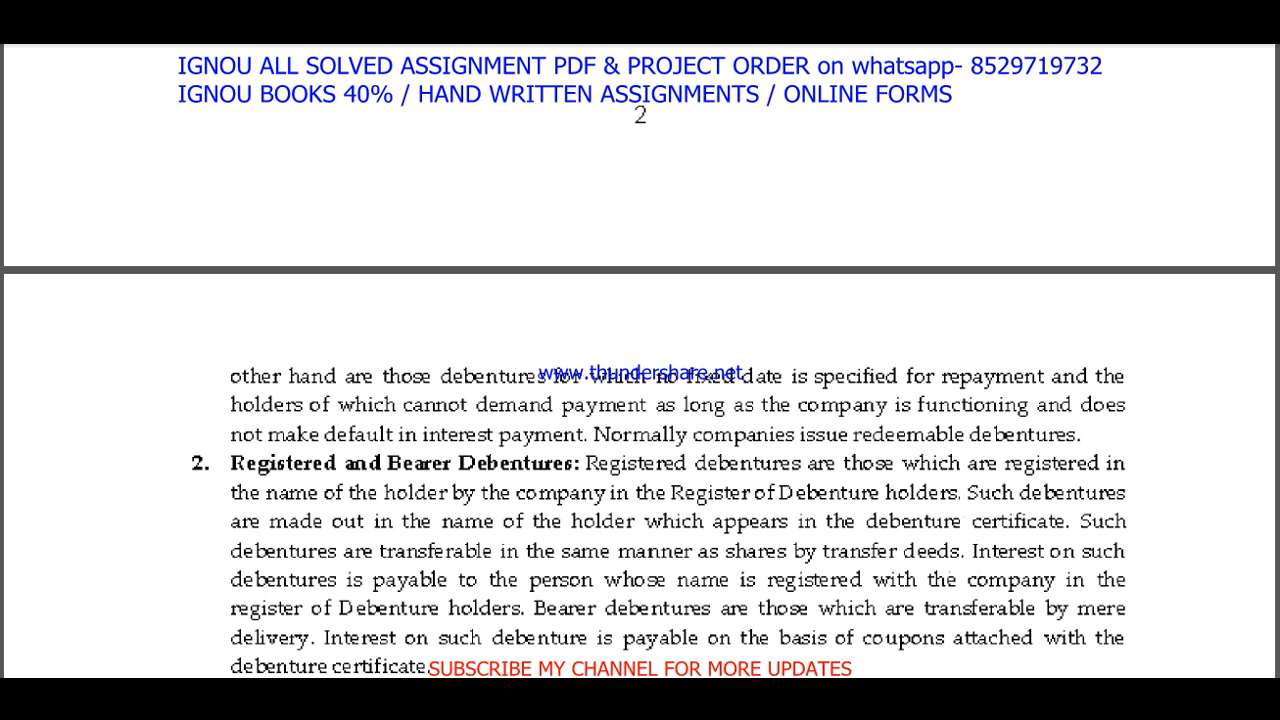 IGNOU ALL SOLVED ASSIGNMENT PDF & PROJECT ORDER on whatsapp- 8529719732
IGNOU BOOKS 40% / HAND WRITTEN ASSIGNMENTS / ONLINE FORMS
2
www.thundershare.net
other hand are those debentures for which no fixed date is specified for repayment and the
holders of which cannot demand payment as long as the company is functioning and does
not make default in interest payment. Normally companies issue redeemable debentures.
2. Registered and Bearer Debentures: Registered debentures are those which are registered in
the name of the holder by the company in the Register of Debenture holders. Such debentures
are made out in the name of the holder which appears in the debenture certificate. Such
debentures are transferable in the same manner as shares by transfer deeds. Interest on such
debentures is payable to the person whose name is registered with the company in the
register of Debenture holders. Bearer debentures are those which are transferable by mere
delivery. Interest on such debenture is payable on the basis of coupons attached with the
debenture certificate.
SUBSCRIBE MY CHANNEL FOR MORE UPDATES